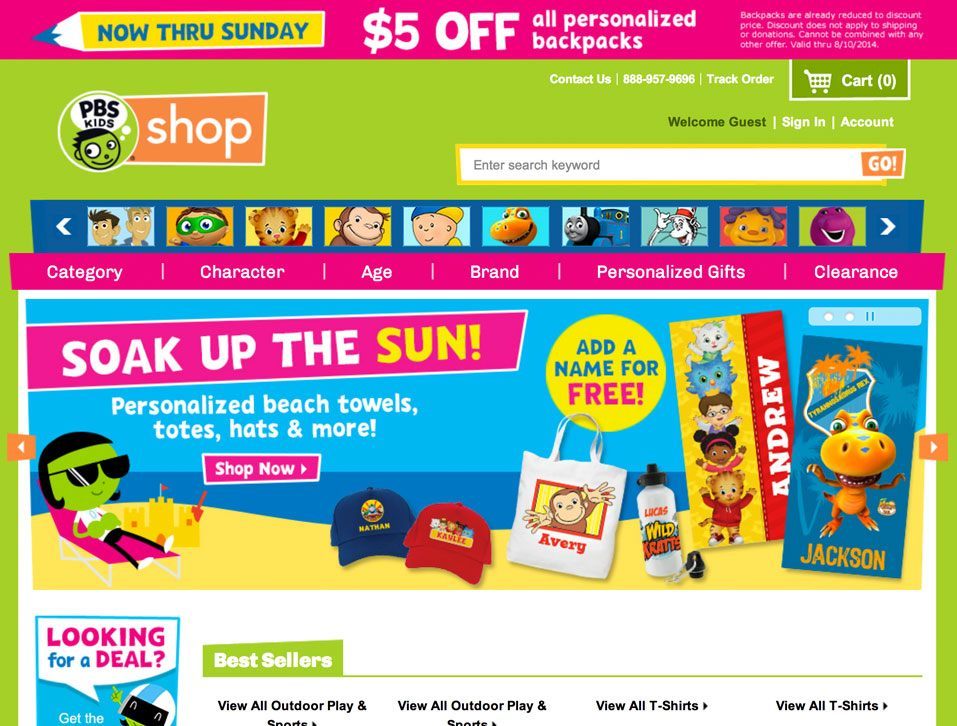 NOW THRU SUNDAY
$5 OFF
all personalized
backpacks
Backpacks are already reduced to discount
price. Discount does not apply to shipping
or donations. Cannot be combined with any
other offer. Valid thru 8/10/2014.
Contact Us | 888-957-9696 | Track Order
Cart (0)
Welcome Guest | Sign In | Account
PBS
KIDS
shop
Enter search keyword
GO!
Category | Character | Age | Brand | Personalized Gifts | Clearance
SOAK UP THE SUN!
Personalized beach towels,
totes, hats & more!
Shop Now
ADD A
NAME FOR
FREE!
ANDREW
TYRANNOSAURUS REX
JACKSON
NATHAN
KAYLEE
Avery
LUCAS
WILD
KRATTS
LOOKING
for a DEAL?
Get the
Best Sellers
View All Outdoor Play &
Sports
View All Outdoor Play &
Sports
View All T-Shirts
View All T-Shirts